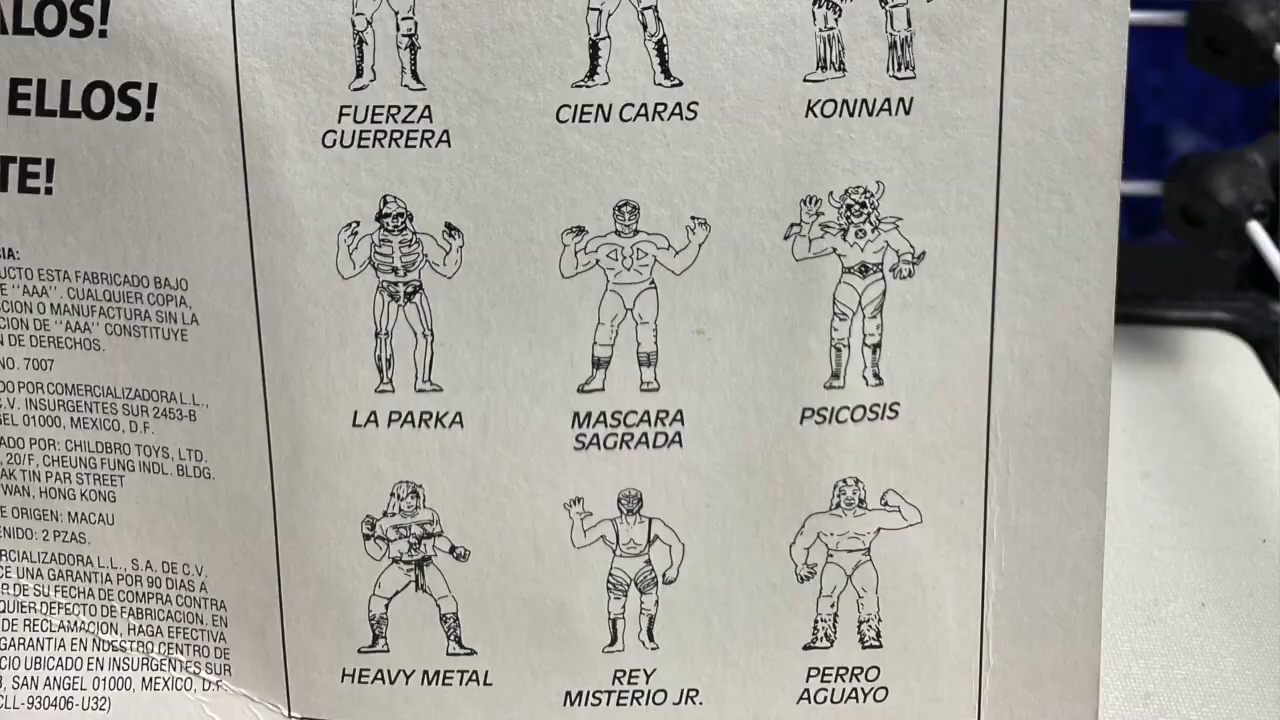 ALOS!
ELLOS!
TE!
IA:
UCTO ESTA FABRICADO BAJO
E "AAA". CUALQUIER COPIA,
CCION O MANUFACTURA SIN LA
CION DE "AAA" CONSTITUYE
N DE DERECHOS.
NO. 7007
DO POR COMERCIALIZADORA L.L.,
C.V. INSURGENTES SUR 2453-B
GEL 01000, MEXICO, D.F.
ADO POR: CHILDBRO TOYS, LTD.
, 20/F, CHEUNG FUNG INDL. BLDG.
AK TIN PAR STREET
WAN, HONG KONG
E ORIGEN: MACAU
ENIDO: 2 PZAS.
RCIALIZADORA L.L., S.A. DE C.V.
CE UNA GARANTIA POR 90 DIAS A
R DE SU FECHA DE COMPRA CONTRA
QUIER DEFECTO DE FABRICACION. EN
DE RECLAMACION, HAGA EFECTIVA
GARANTIA EN NUESTRO CENTRO DE
CIO UBICADO EN INSURGENTES SUR
B, SAN ANGEL 01000, MEXICO, D.F.
CLL-930406-U32)
FUERZA
GUERRERA
CIEN CARAS
KONNAN
LA PARKA
MASCARA
SAGRADA
PSICOSIS
HEAVY METAL
REY
MISTERIO JR.
PERRO
AGUAYO